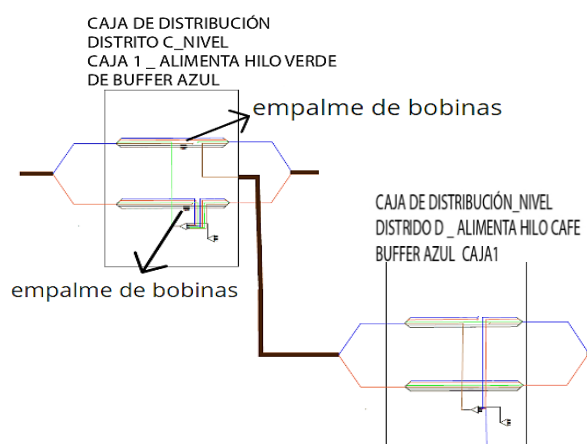 CAJA DE DISTRIBUCIÓN
DISTRITO C_NIVEL
CAJA 1 _ ALIMENTA HILO VERDE
DE BUFFER AZUL
empalme de bobinas
CAJA DE DISTRIBUCIÓN_NIVEL
DISTRIDO D _ ALIMENTA HILO CAFE
BUFFER AZUL CAJA1
empalme de bobinas